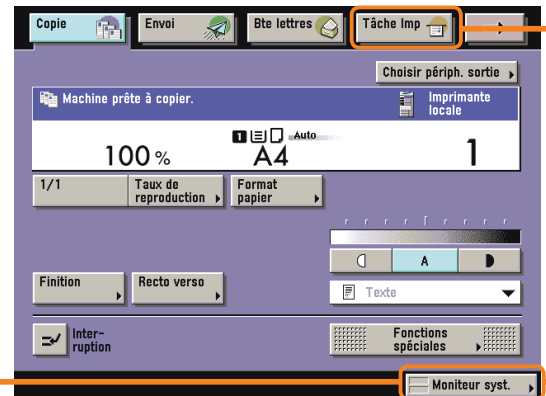 Copie Envoi Bte lettres Tâche Imp
Choisir périph. sortie
Machine prête à copier. Imprimante
locale
1 Auto
100 % A4 1
1/1 Taux de Format
reproduction papier
A
Finition Recto verso
Texte
Inter- Fonctions
ruption spéciales
Moniteur syst.